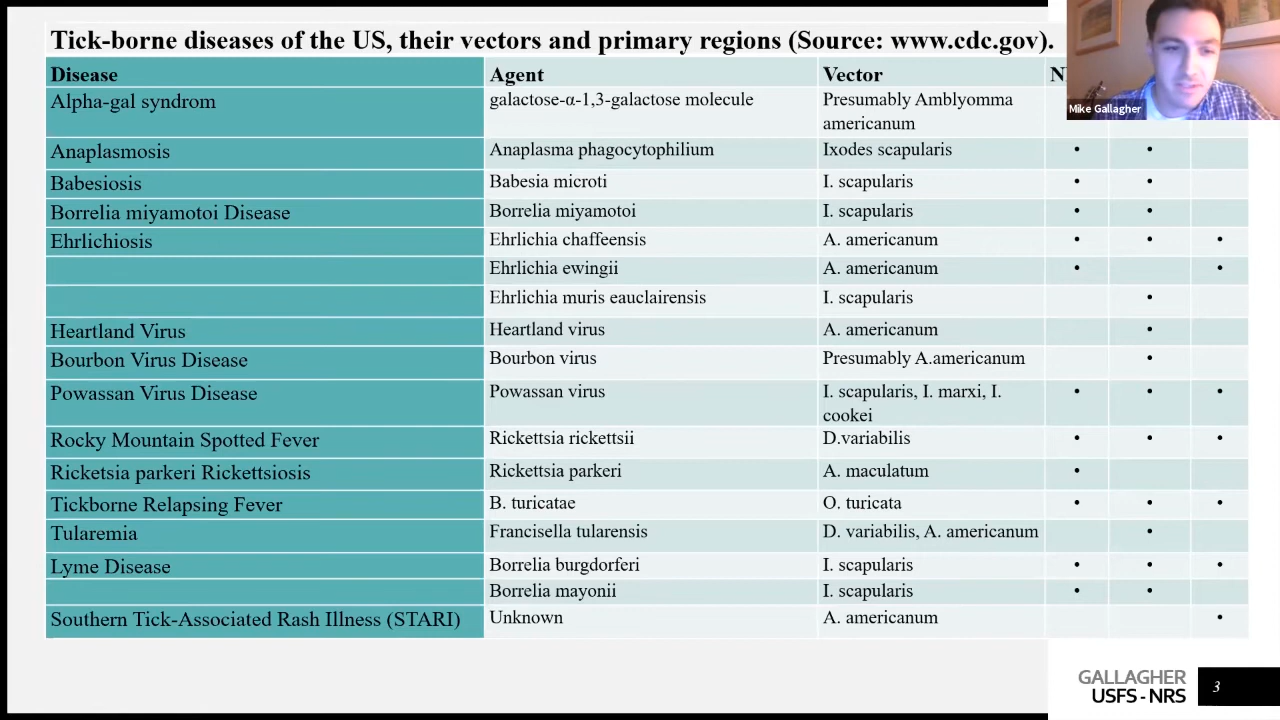 Tick-borne diseases of the US, their vectors and primary regions (Source: www.cdc.gov).
Disease Agent Vector
Alpha-gal syndrom galactose-α-1,3-galactose molecule Presumably Amblyomma
americanum
Mike Gallagher
Anaplasmosis Anaplasma phagocytophilium Ixodes scapularis • •
Babesiosis Babesia microti I. scapularis • •
Borrelia miyamotoi Disease Borrelia miyamotoi I. scapularis • •
Ehrlichiosis Ehrlichia chaffeensis A. americanum • • •
Ehrlichia ewingii A. americanum • •
Ehrlichia muris eauclairensis I. scapularis •
Heartland Virus Heartland virus A. americanum •
Bourbon Virus Disease Bourbon virus Presumably A.americanum •
Powassan Virus Disease Powassan virus I. scapularis, I. marxi, I. • • •
cookei
Rocky Mountain Spotted Fever Rickettsia rickettsii D.variabilis • • •
Ricketsia parkeri Rickettsiosis Rickettsia parkeri A. maculatum •
Tickborne Relapsing Fever B. turicatae O. turicata • • •
Tularemia Francisella tularensis D. variabilis, A. americanum •
Lyme Disease Borrelia burgdorferi I. scapularis • • •
Borrelia mayonii I. scapularis • •
Southern Tick-Associated Rash Illness (STARI) Unknown A. americanum •
GALLAGHER
USFS - NRS
3